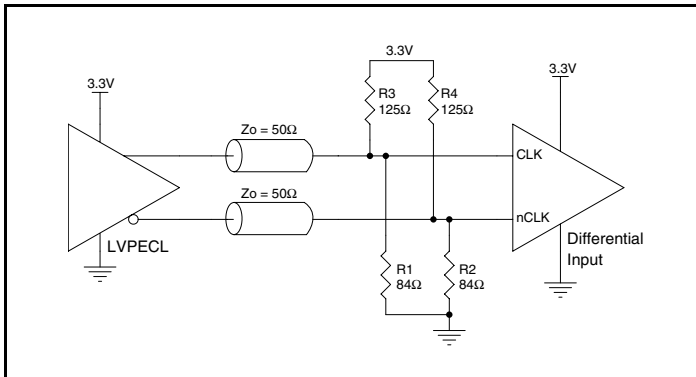 3.3V
3.3V
R3
125Ω
R4
125Ω
3.3V
Zo = 50Ω
CLK
Zo = 50Ω
nCLK
LVPECL
Differential
Input
R1
84Ω
R2
84Ω